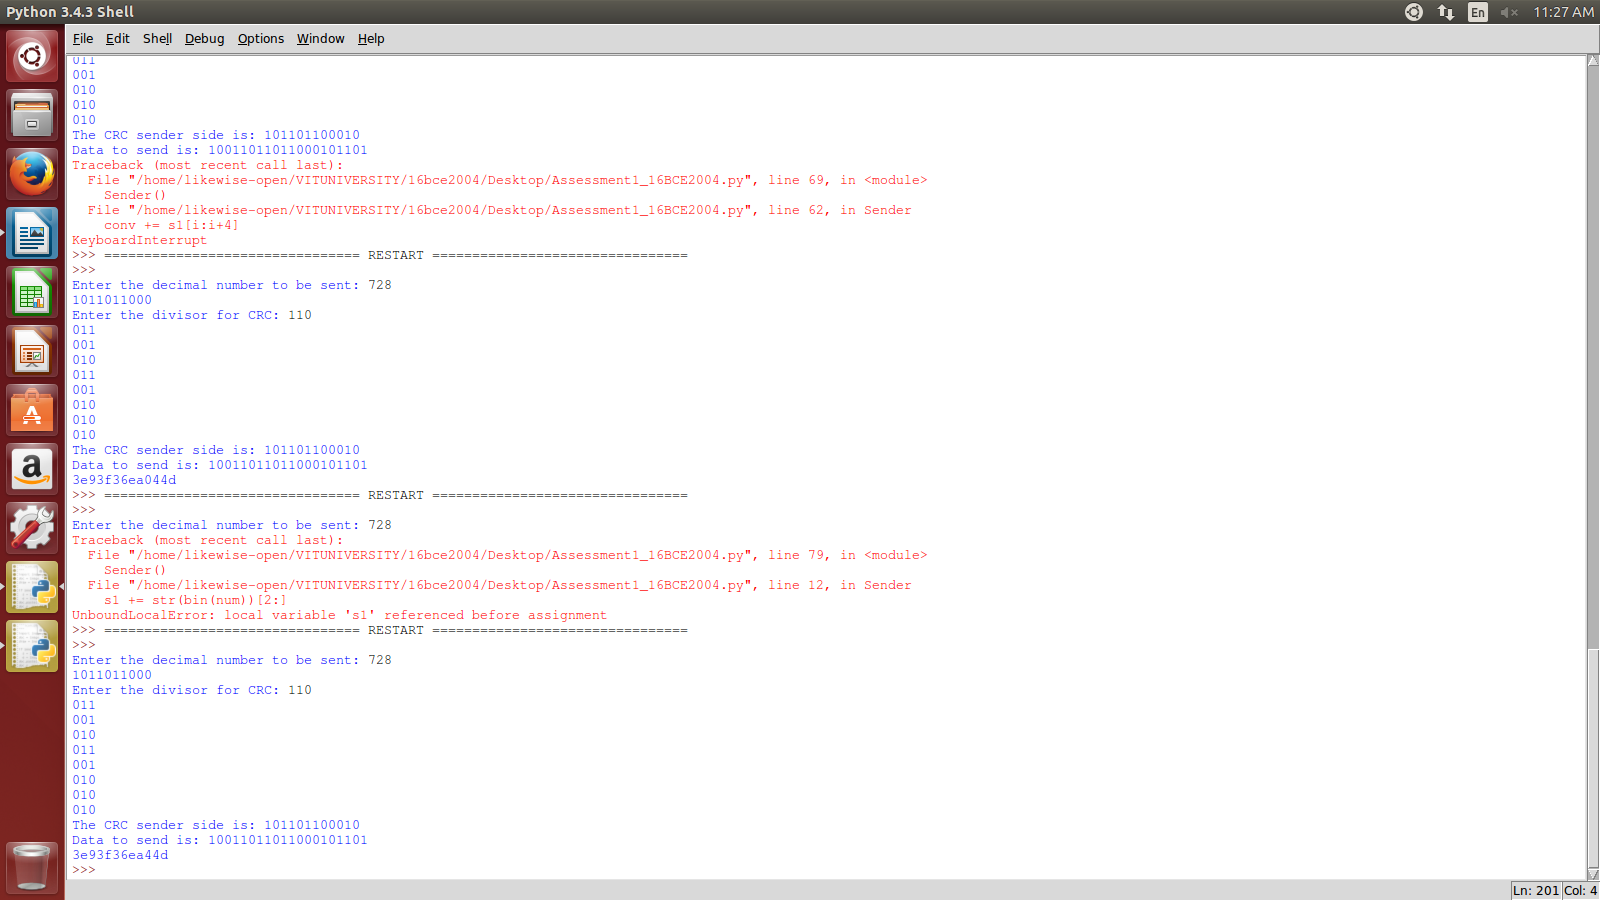 Python 3.4.3 Shell
En
11:27 AM
File Edit Shell Debug Options Window Help
011
001
010
010
010
The CRC sender side is: 101101100010
Data to send is: 10011011011000101101
Traceback (most recent call last):
  File "/home/likewise-open/VITUNIVERSITY/16bce2004/Desktop/Assessment1_16BCE2004.py", line 69, in <module>
    Sender()
  File "/home/likewise-open/VITUNIVERSITY/16bce2004/Desktop/Assessment1_16BCE2004.py", line 62, in Sender
    conv += s1[i:i+4]
KeyboardInterrupt
>>> ================================ RESTART ================================
>>>
Enter the decimal number to be sent: 728
1011011000
Enter the divisor for CRC: 110
011
001
010
011
001
010
010
010
The CRC sender side is: 101101100010
Data to send is: 10011011011000101101
3e93f36ea044d
>>> ================================ RESTART ================================
>>>
Enter the decimal number to be sent: 728
Traceback (most recent call last):
  File "/home/likewise-open/VITUNIVERSITY/16bce2004/Desktop/Assessment1_16BCE2004.py", line 79, in <module>
    Sender()
  File "/home/likewise-open/VITUNIVERSITY/16bce2004/Desktop/Assessment1_16BCE2004.py", line 12, in Sender
    s1 += str(bin(num))[2:]
UnboundLocalError: local variable 's1' referenced before assignment
>>> ================================ RESTART ================================
>>>
Enter the decimal number to be sent: 728
1011011000
Enter the divisor for CRC: 110
011
001
010
011
001
010
010
010
The CRC sender side is: 101101100010
Data to send is: 10011011011000101101
3e93f36ea44d
>>>
Ln: 201 Col: 4